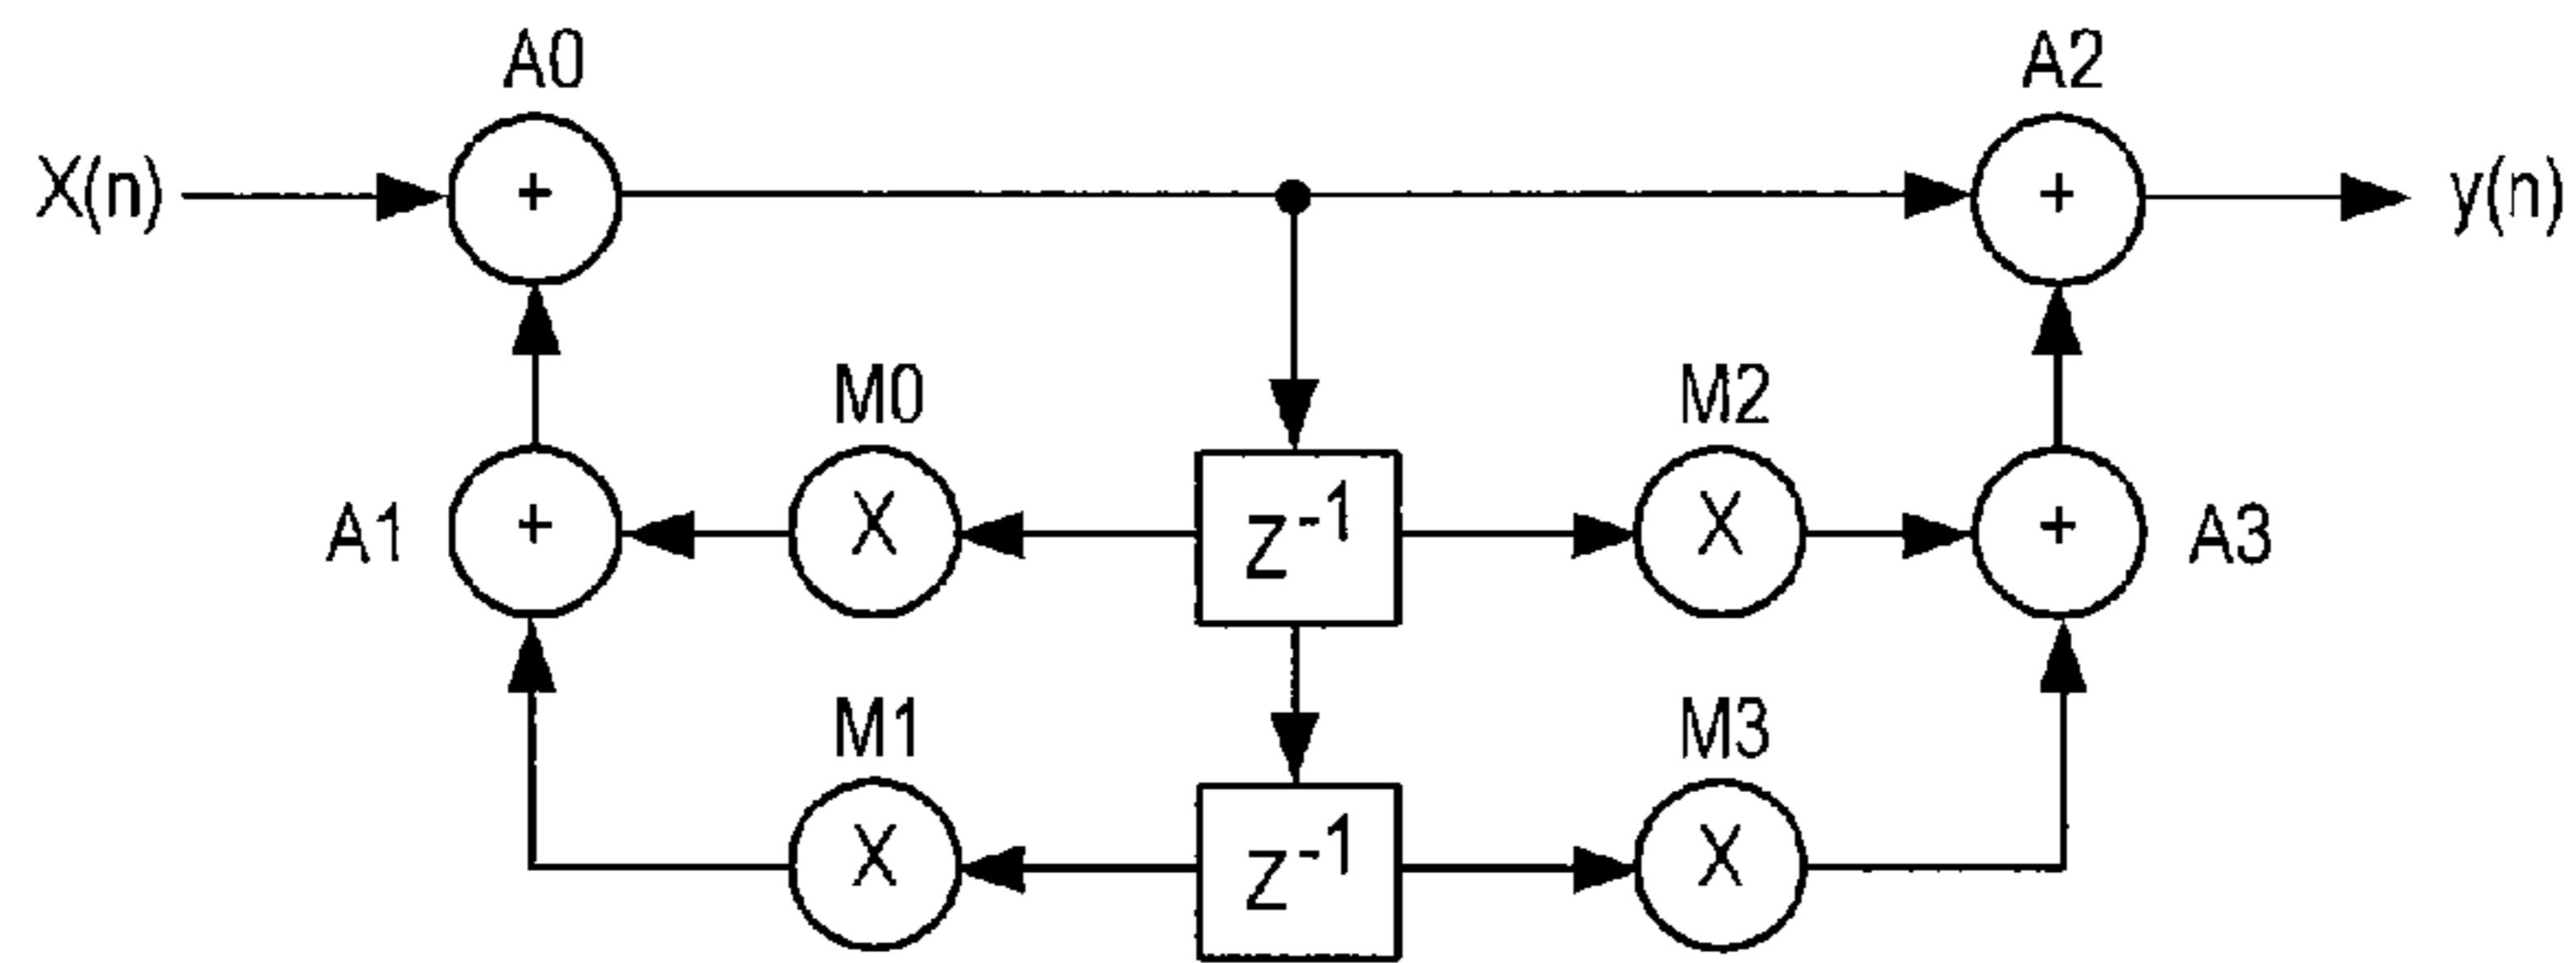 A0
A2
X(n)
+
+
y(n)
M0
M2
A1
+
X
z⁻¹
X
+
A3
M1
M3
X
z⁻¹
X